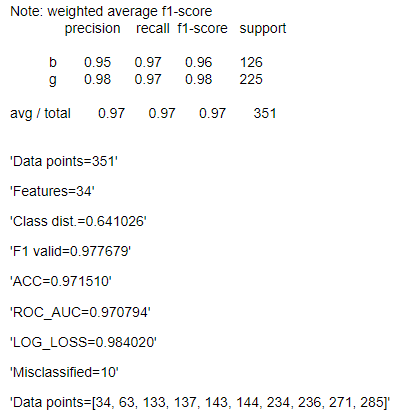 Note: weighted average f1-score
precision recall f1-score support
b 0.95 0.97 0.96 126
g 0.98 0.97 0.98 225
avg / total 0.97 0.97 0.97 351
'Data points=351'
'Features=34'
'Class dist.=0.641026'
'F1 valid=0.977679'
'ACC=0.971510'
'ROC_AUC=0.970794'
'LOG_LOSS=0.984020'
'Misclassified=10'
'Data points=[34, 63, 133, 137, 143, 144, 234, 236, 271, 285]'